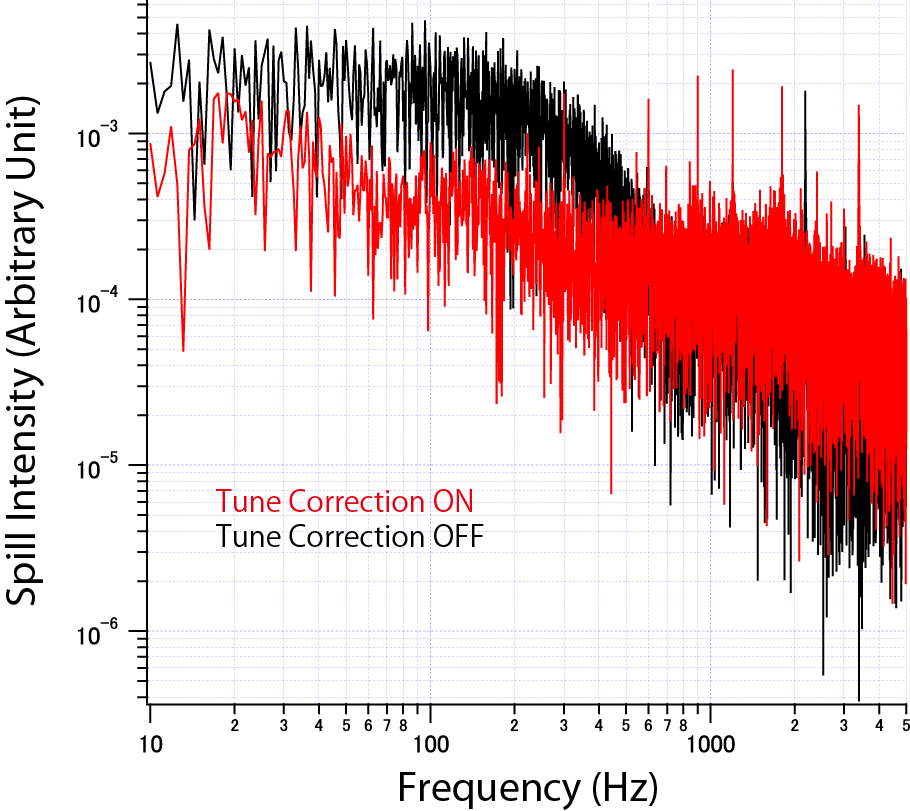 Spill Intensity (Arbitrary Unit)
10⁻³
10⁻⁴
10⁻⁵
10⁻⁶
Tune Correction ON
Tune Correction OFF
2 3 4 5 6 7 8 2 3 4 5 6 7 8 2 3 4 5
10 100 1000
Frequency (Hz)